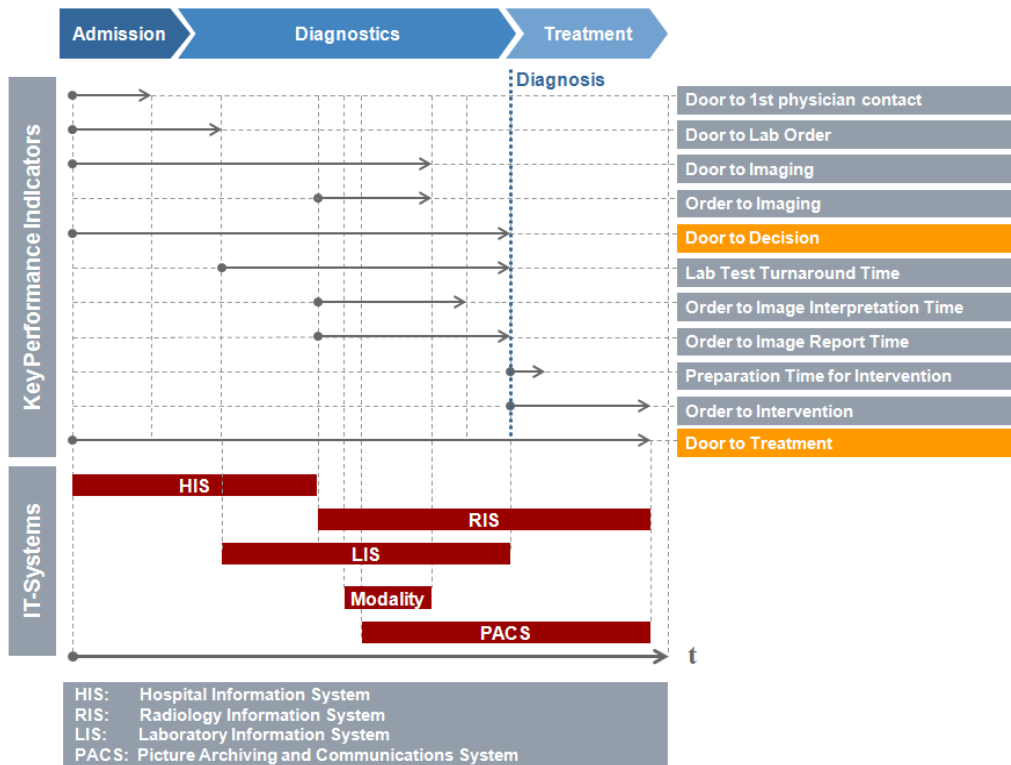 Admission
Diagnostics
Treatment
Diagnosis
Key Performance Indicators
Door to 1st physician contact
Door to Lab Order
Door to Imaging
Order to Imaging
Door to Decision
Lab Test Turnaround Time
Order to Image Interpretation Time
Order to Image Report Time
Preparation Time for Intervention
Order to Intervention
Door to Treatment
IT-Systems
HIS
RIS
LIS
Modality
PACS
t
HIS: Hospital Information System
RIS: Radiology Information System
LIS: Laboratory Information System
PACS: Picture Archiving and Communications System